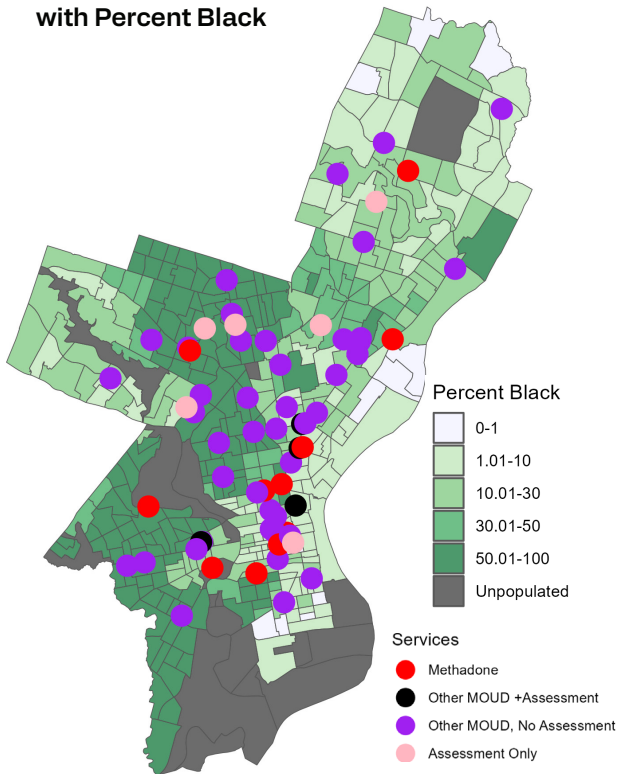 with Percent Black
Percent Black
0-1
1.01-10
10.01-30
30.01-50
50.01-100
Unpopulated
Services
Methadone
Other MOUD +Assessment
Other MOUD, No Assessment
Assessment Only